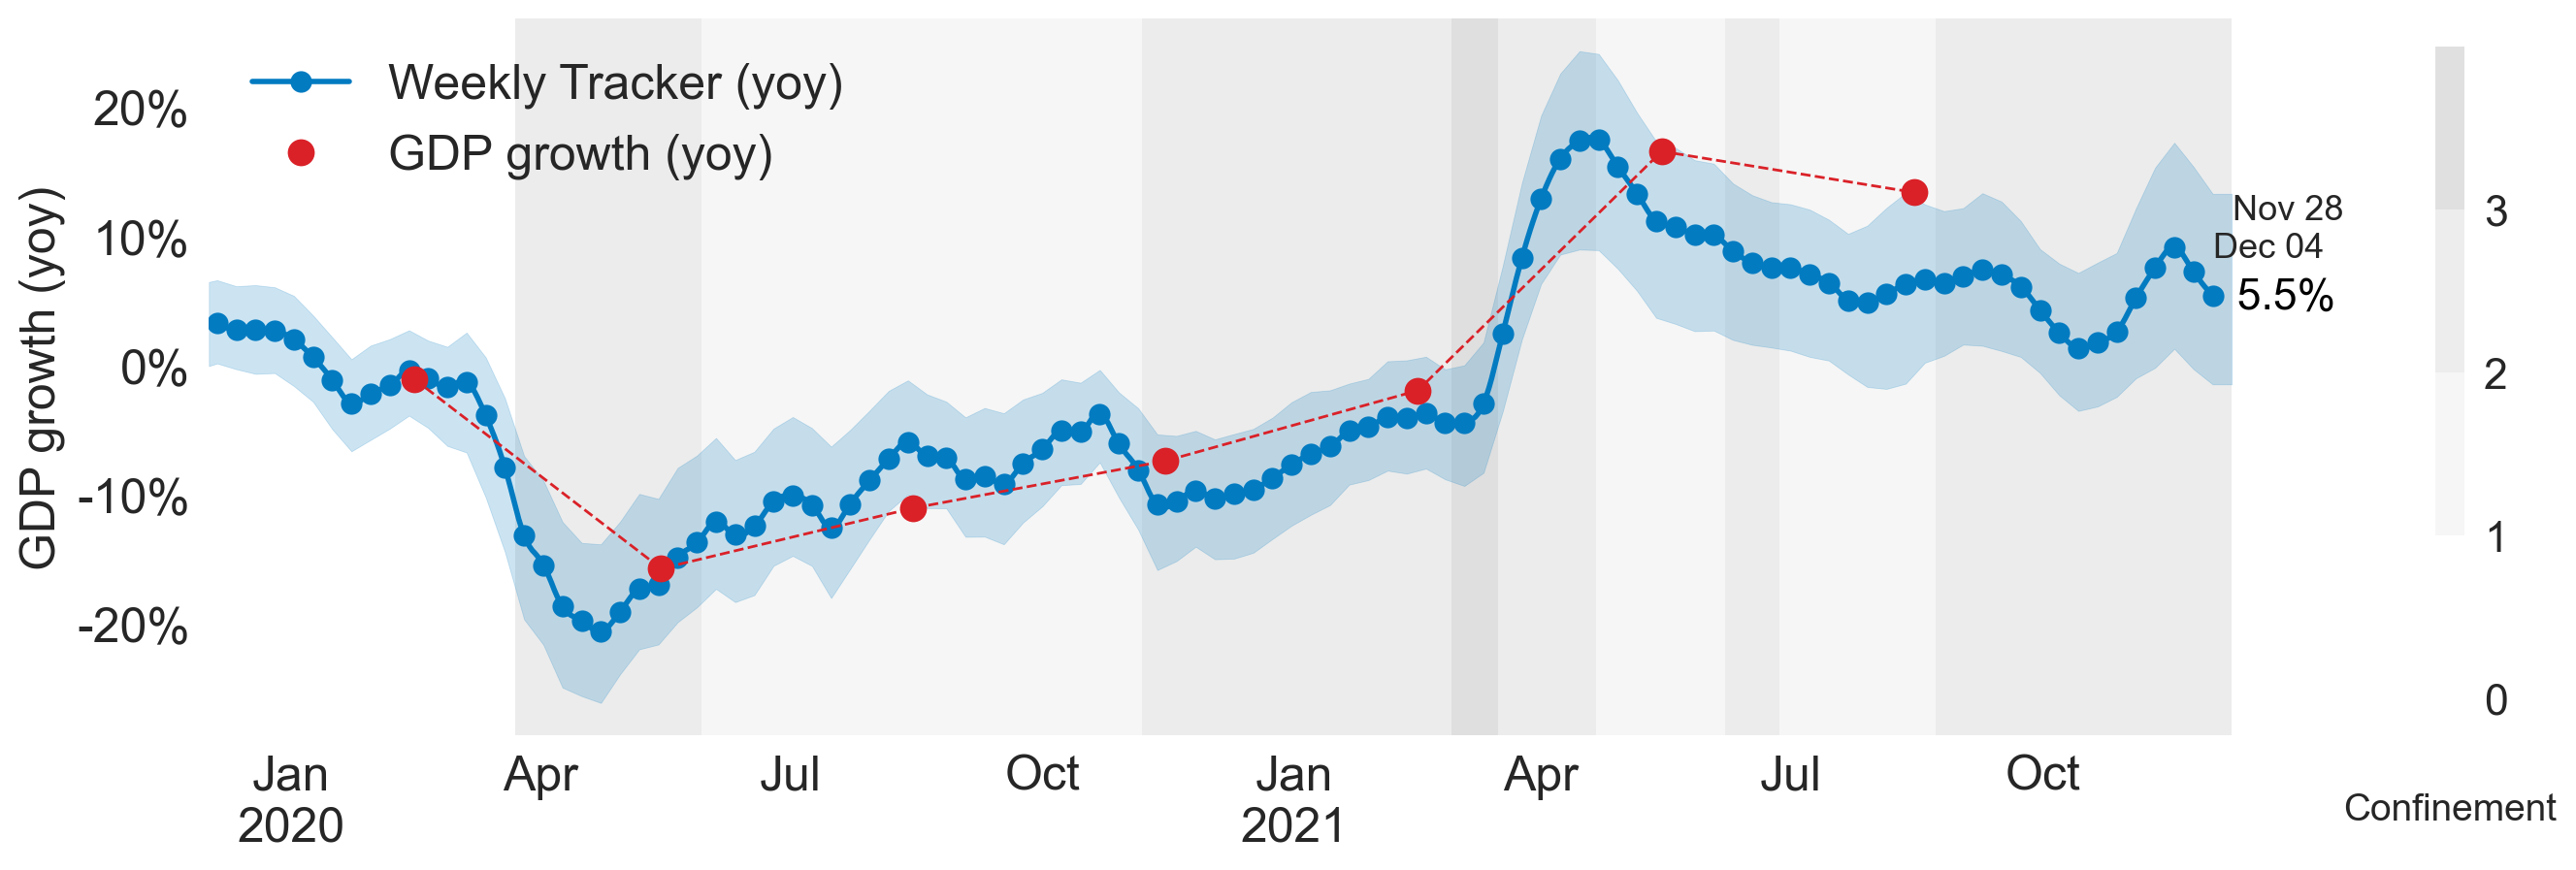 Weekly Tracker (yoy)
GDP growth (yoy)
GDP growth (yoy)
20%
10%
0%
-10%
-20%
Jan
2020
Apr
Jul
Oct
Jan
2021
Apr
Jul
Oct
Nov 28
Dec 04
5.5%
3
2
1
0
Confinement